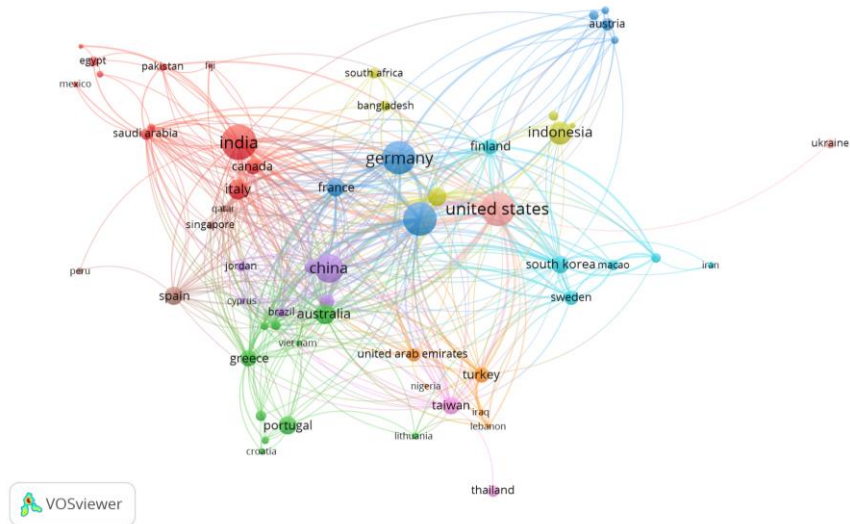 austria
egypt
pakistan
fiji
mexico
south africa
bangladesh
saudi arabia
india
indonesia
finland
ukraine
germany
canada
italy
france
qatar
united states
singapore
jordan
china
south korea
macao
iran
peru
spain
cyprus
brazil
australia
sweden
viet nam
greece
united arab emirates
turkey
nigeria
taiwan
iraq
portugal
lebanon
lithuania
croatia
thailand
VOSviewer